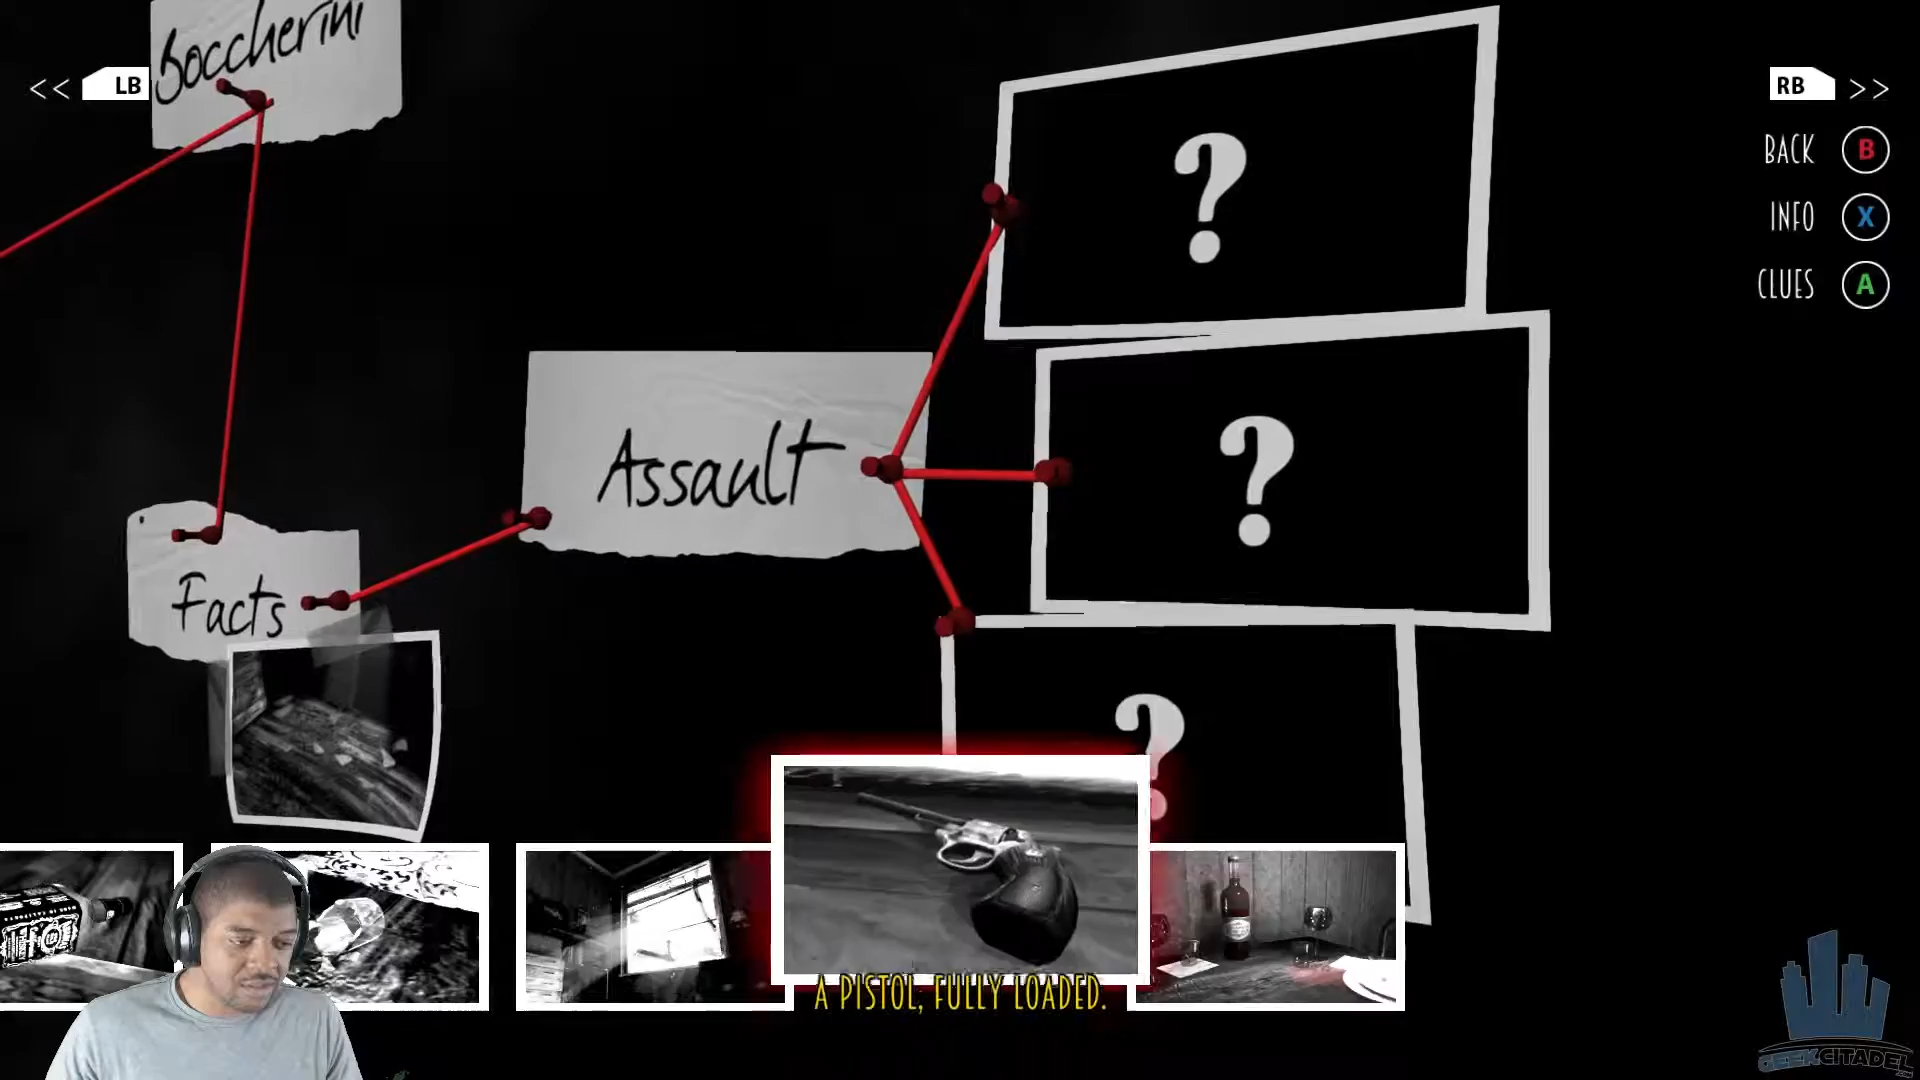 Boccherini
<< LB
RB >>
BACK B
INFO X
CLUES A
?
?
Assault
Facts
?
A PISTOL, FULLY LOADED.
GEEKCITADEL